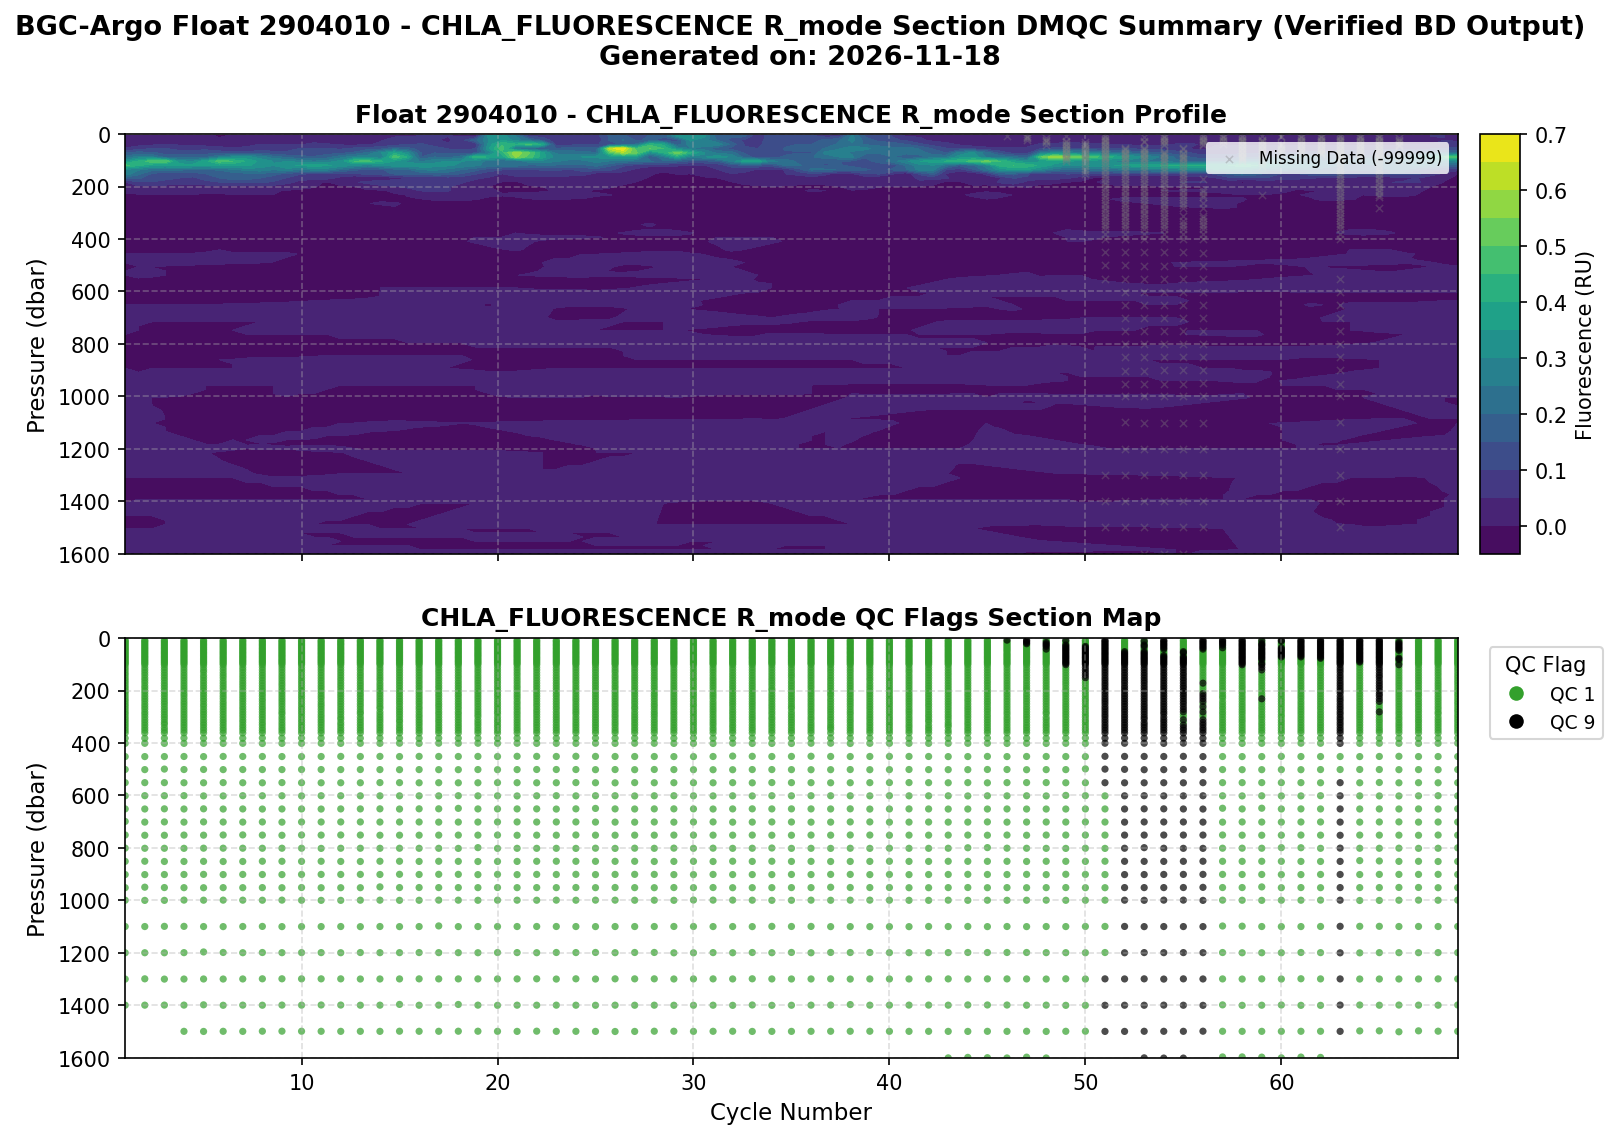 BGC-Argo Float 2904010 - CHLA_FLUORESCENCE R_mode Section DMQC Summary (Verified BD Output)
Generated on: 2026-11-18
Float 2904010 - CHLA_FLUORESCENCE R_mode Section Profile
0
200
400
600
800
1000
1200
1400
1600
Pressure (dbar)
Missing Data (-99999)
0.7
0.6
0.5
0.4
0.3
0.2
0.1
0.0
Fluorescence (RU)
CHLA_FLUORESCENCE R_mode QC Flags Section Map
0
200
400
600
800
1000
1200
1400
1600
Pressure (dbar)
QC Flag
QC 1
QC 9
10
20
30
40
50
60
Cycle Number